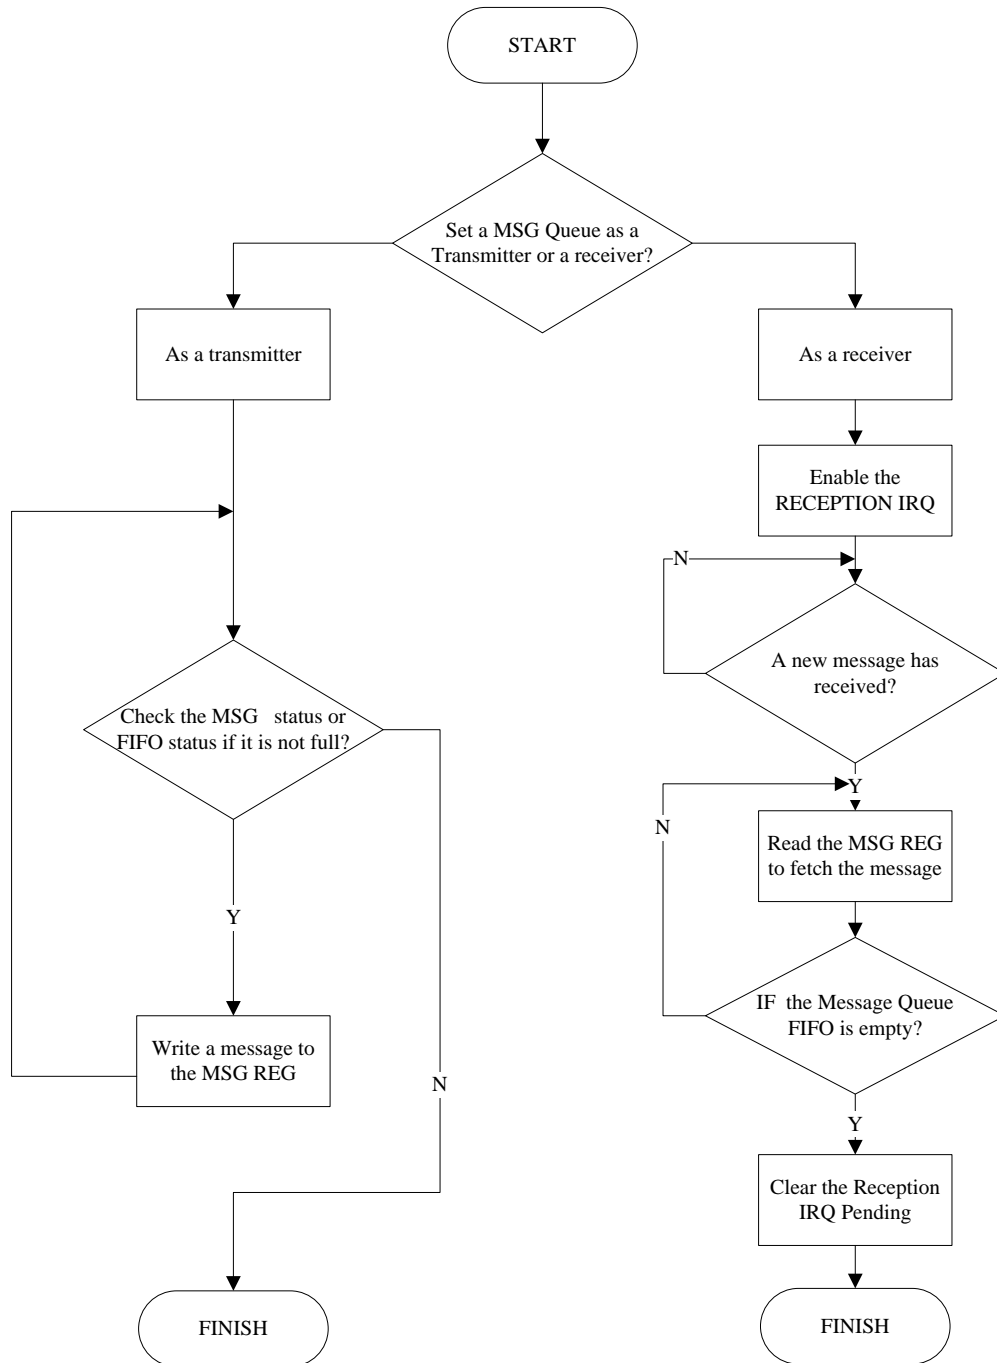 START
Set a MSG Queue as a
Transmitter or a receiver?
As a transmitter
As a receiver
Enable the
RECEPTION IRQ
N
A new message has
received?
Check the MSG status or
FIFO status if it is not full?
Y
N
Read the MSG REG
to fetch the message
Y
IF the Message Queue
FIFO is empty?
Write a message to
the MSG REG
N
Y
Clear the Reception
IRQ Pending
FINISH
FINISH